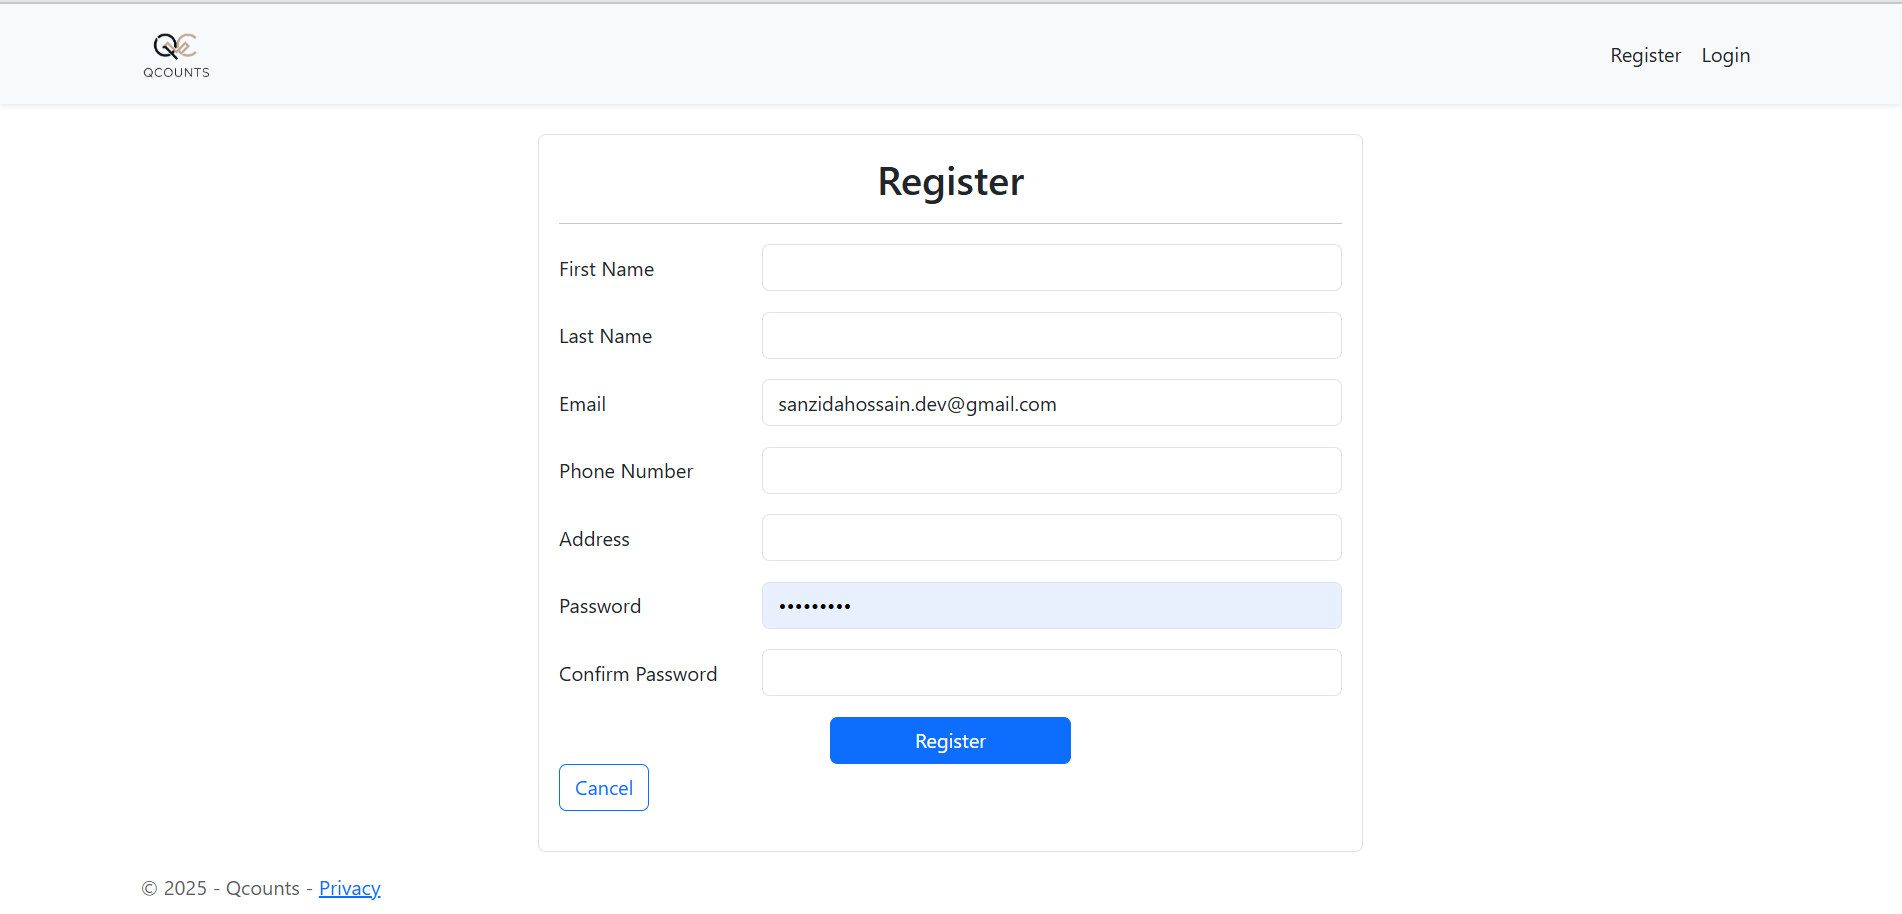 QC
QCOUNTS
Register Login
Register
First Name
Last Name
Email sanzidahossain.dev@gmail.com
Phone Number
Address
Password •••••••••
Confirm Password
Register
Cancel
© 2025 - Qcounts - Privacy